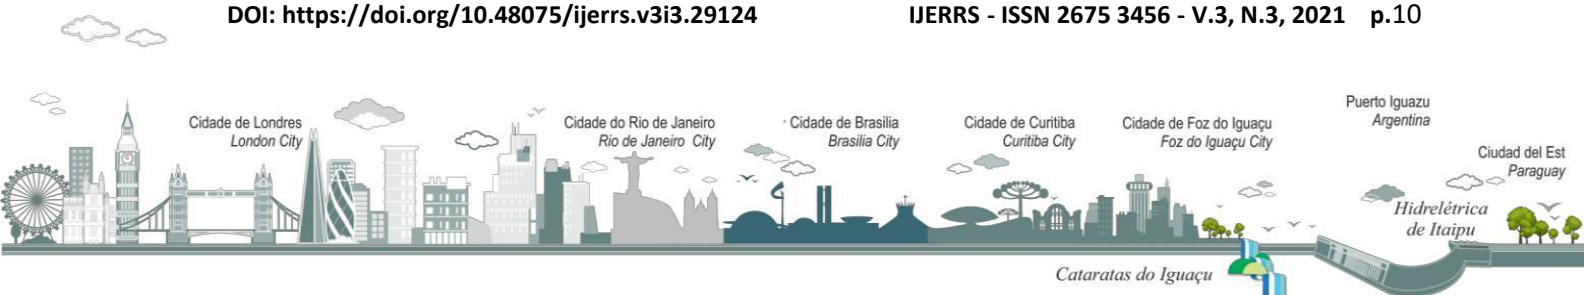 DOI: https://doi.org/10.48075/ijerrs.v3i3.29124 IJERRS - ISSN 2675 3456 - V.3, N.3, 2021 p.10
Cidade de Londres
London City
Cidade do Rio de Janeiro
Rio de Janeiro City
Cidade de Brasilia
Brasilia City
Cidade de Curitiba
Curitiba City
Cidade de Foz do Iguaçu
Foz do Iguaçu City
Puerto Iguazu
Argentina
Ciudad del Est
Paraguay
Hidrelétrica
de Itaipu
Cataratas do Iguaçu